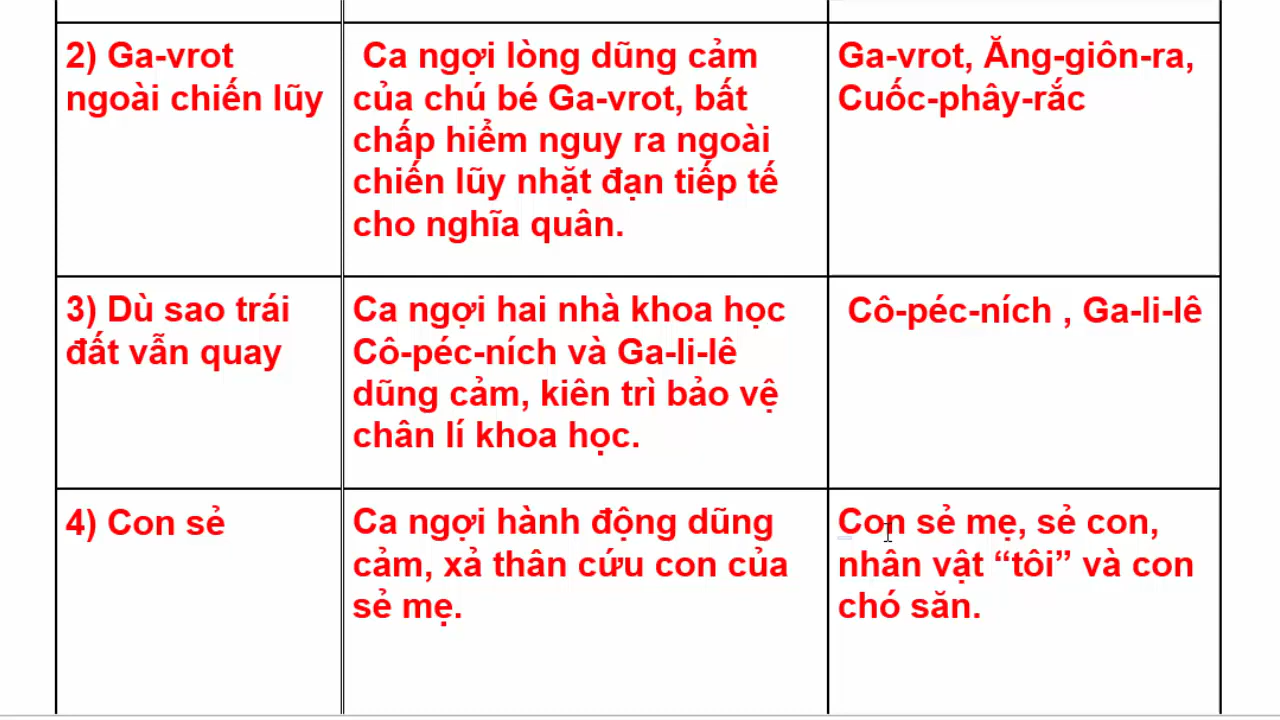 2) Ga-vrot
ngoài chiến lũy
Ca ngợi lòng dũng cảm
của chú bé Ga-vrot, bất
chấp hiểm nguy ra ngoài
chiến lũy nhặt đạn tiếp tế
cho nghĩa quân.
Ga-vrot, Ăng-giôn-ra,
Cuốc-phây-rắc
3) Dù sao trái
đất vẫn quay
Ca ngợi hai nhà khoa học
Cô-péc-ních và Ga-li-lê
dũng cảm, kiên trì bảo vệ
chân lí khoa học.
Cô-péc-ních , Ga-li-lê
4) Con sẻ
Ca ngợi hành động dũng
cảm, xả thân cứu con của
sẻ mẹ.
Con sẻ mẹ, sẻ con,
nhân vật “tôi” và con
chó săn.